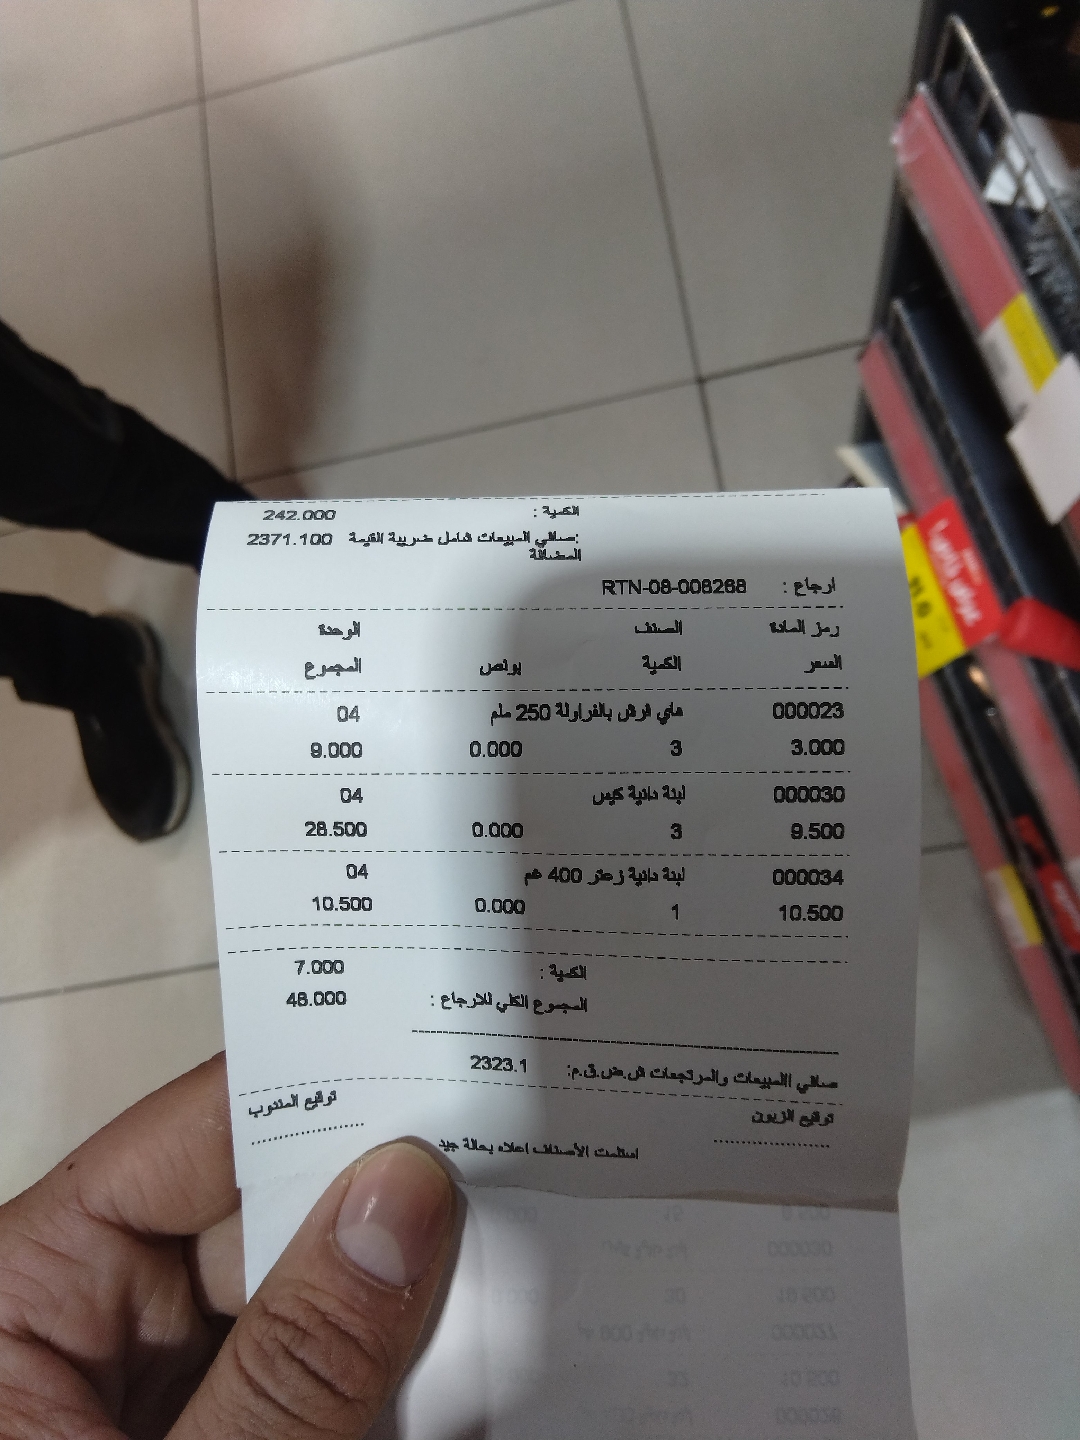 الكمية : 242.000
صافي المبيعات شامل ضريبة القيمة 2371.100:
المضافة
ارجاع : RTN-08-008268
رمز المادة الصنف الوحدة
السعر الكمية بونص المجموع
000023 هاي فرش بالفراولة 250 ملم 04
3.000 3 0.000 9.000
000030 لبنة دانية كيس 04
9.500 3 0.000 28.500
000034 لبنة دانية زعتر 400 غم 04
10.500 1 0.000 10.500
الكمية : 7.000
المجموع الكلي للارجاع : 48.000
صافي االمبيعات والمرتجعات ش.ض.ق.م: 2323.1
توقيع الزبون توقيع المندوب
استلمت الأصناف اعلاه بحالة جيد